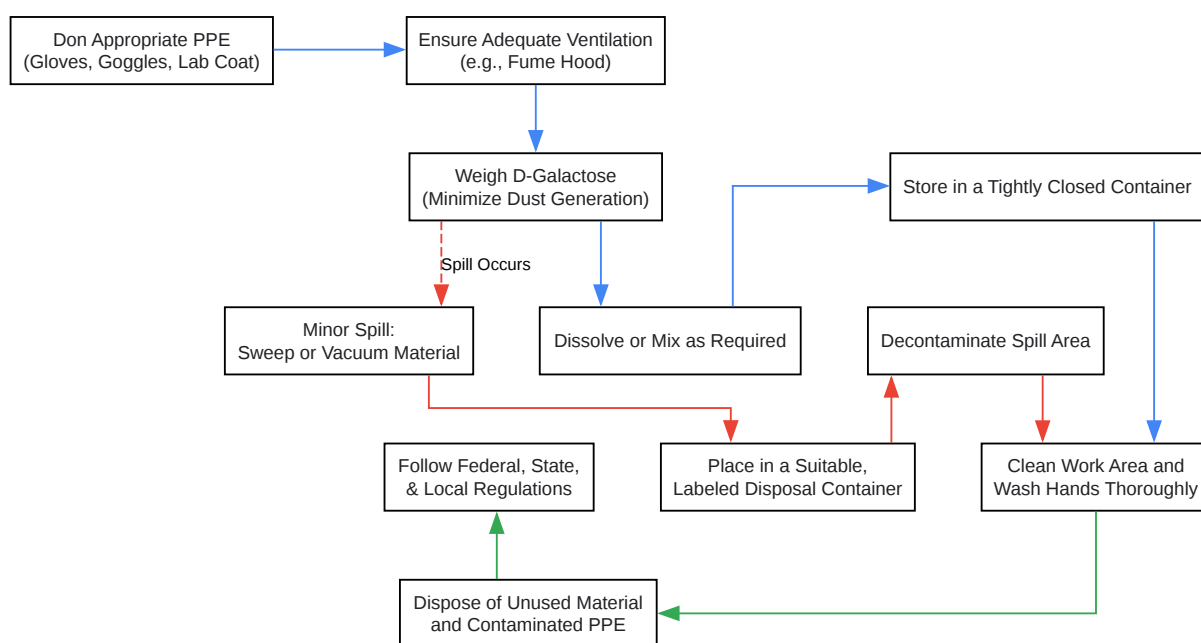 Don Appropriate PPE
(Gloves, Goggles, Lab Coat)
Ensure Adequate Ventilation
(e.g., Fume Hood)
Weigh D-Galactose
(Minimize Dust Generation)
Store in a Tightly Closed Container
Spill Occurs
Minor Spill:
Sweep or Vacuum Material
Dissolve or Mix as Required
Decontaminate Spill Area
Follow Federal, State,
& Local Regulations
Place in a Suitable,
Labeled Disposal Container
Clean Work Area and
Wash Hands Thoroughly
Dispose of Unused Material
and Contaminated PPE